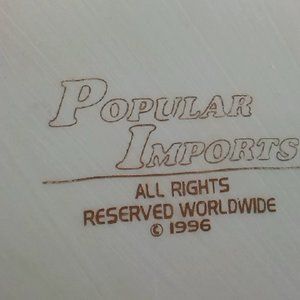 POPULAR
IMPORTS
ALL RIGHTS
RESERVED WORLDWIDE
© 1996